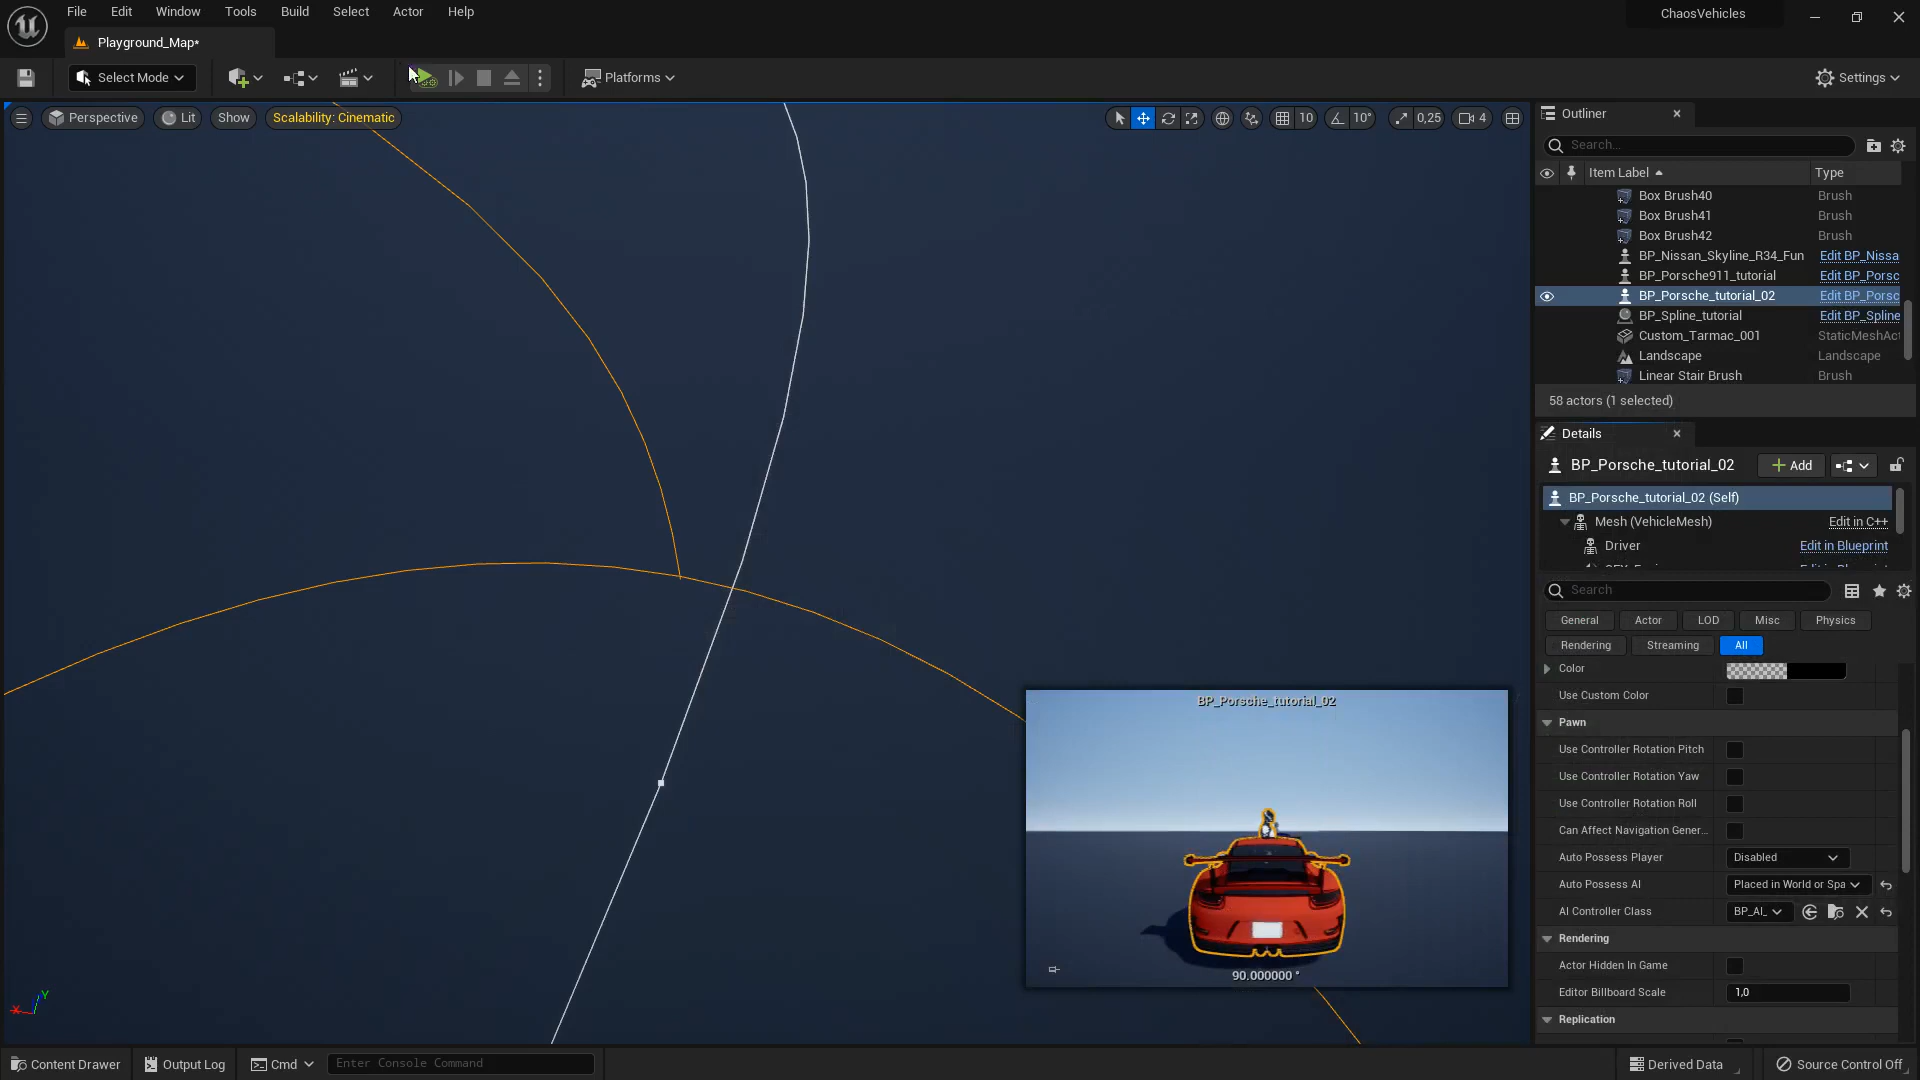 File Edit Window Tools Build Select Actor Help
ChaosVehicles
Playground_Map*
Select Mode
Platforms
Settings
Perspective Lit Show Scalability: Cinematic
10 10° 0,25 4
Outliner
Search...
Item Label Type
Box Brush40 Brush
Box Brush41 Brush
Box Brush42 Brush
BP_Nissan_Skyline_R34_Fun Edit BP_Nissa
BP_Porsche911_tutorial Edit BP_Porsc
BP_Porsche_tutorial_02 Edit BP_Porsc
BP_Spline_tutorial Edit BP_Spline
Custom_Tarmac_001 StaticMeshAct
Landscape Landscape
Linear Stair Brush Brush
58 actors (1 selected)
Details
BP_Porsche_tutorial_02 Add
BP_Porsche_tutorial_02 (Self)
Mesh (VehicleMesh) Edit in C++
Driver Edit in Blueprint
Search
General Actor LOD Misc Physics
Rendering Streaming All
Color
Use Custom Color
Pawn
Use Controller Rotation Pitch
Use Controller Rotation Yaw
Use Controller Rotation Roll
Can Affect Navigation Gener...
Auto Possess Player Disabled
Auto Possess AI Placed in World or Spa
AI Controller Class BP_AI_
Rendering
Actor Hidden In Game
Editor Billboard Scale 1,0
Replication
BP_Porsche_tutorial_02
90.000000 °
X Y
Content Drawer Output Log Cmd Enter Console Command
Derived Data Source Control Off